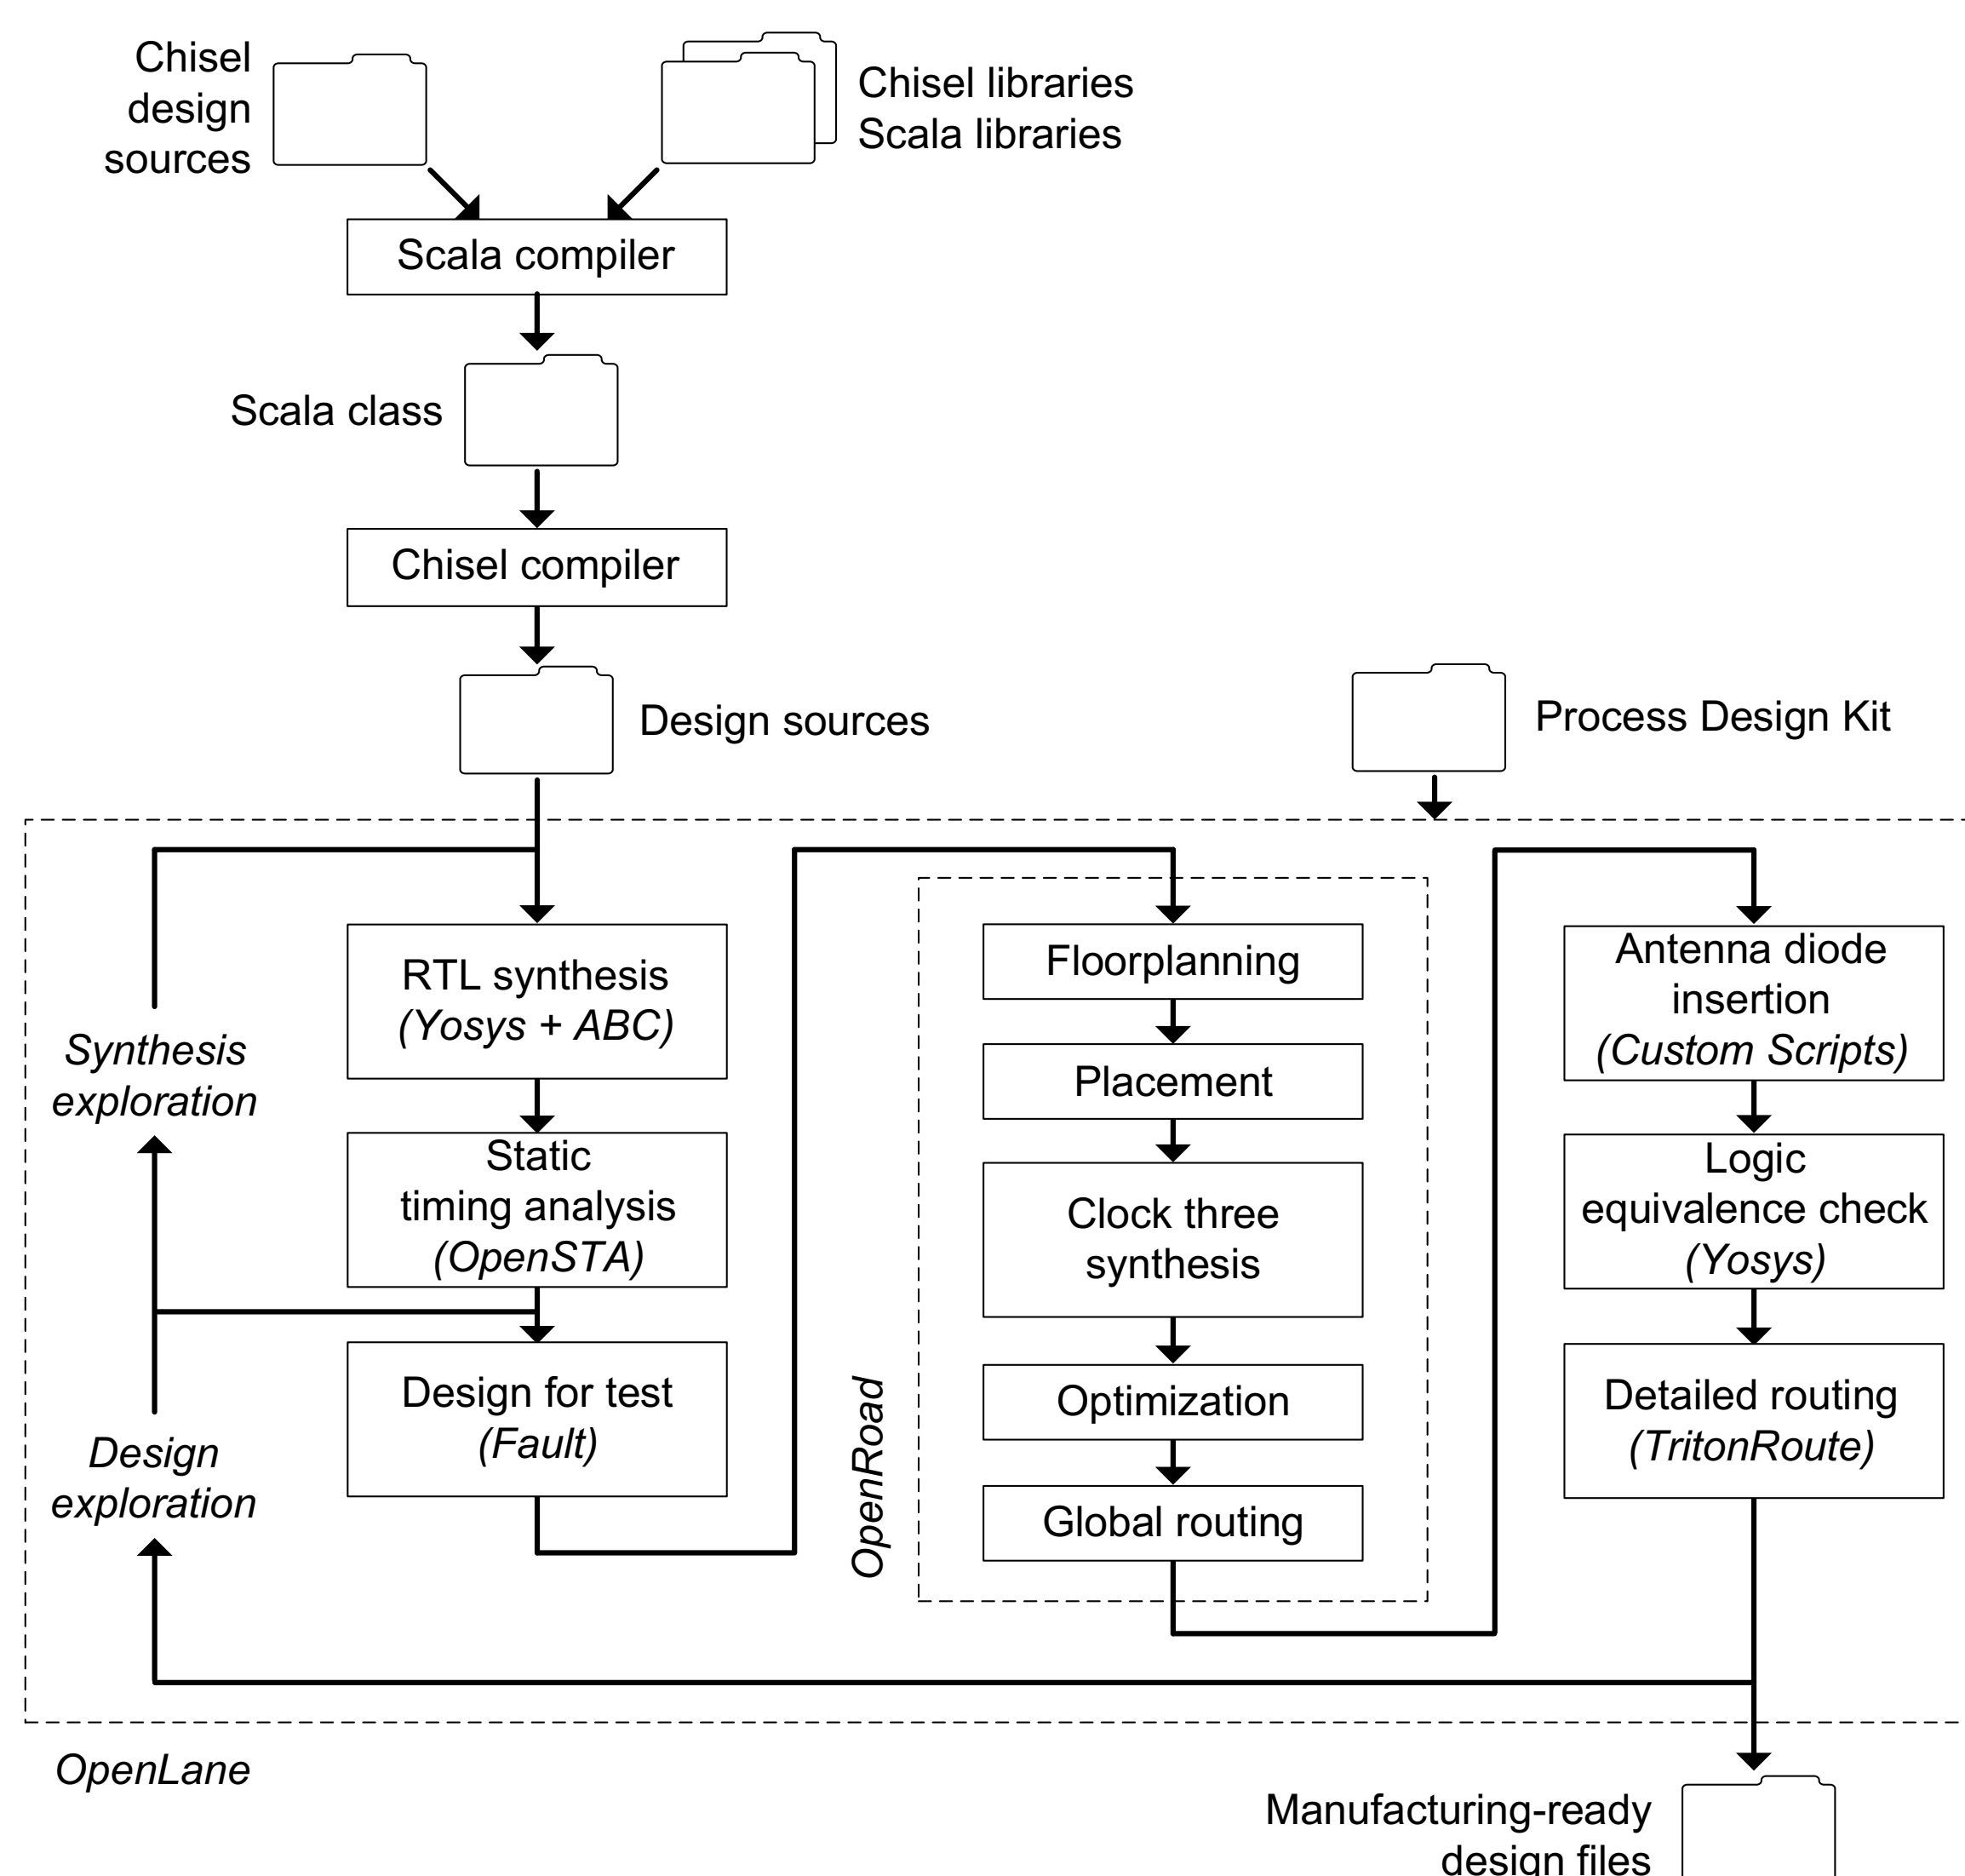 Chisel
design
sources
Chisel libraries
Scala libraries
Scala compiler
Scala class
Chisel compiler
Design sources
Process Design Kit
Synthesis
exploration
Design
exploration
RTL synthesis
(Yosys + ABC)
Static
timing analysis
(OpenSTA)
Design for test
(Fault)
OpenRoad
Floorplanning
Placement
Clock three
synthesis
Optimization
Global routing
Antenna diode
insertion
(Custom Scripts)
Logic
equivalence check
(Yosys)
Detailed routing
(TritonRoute)
OpenLane
Manufacturing-ready
design files